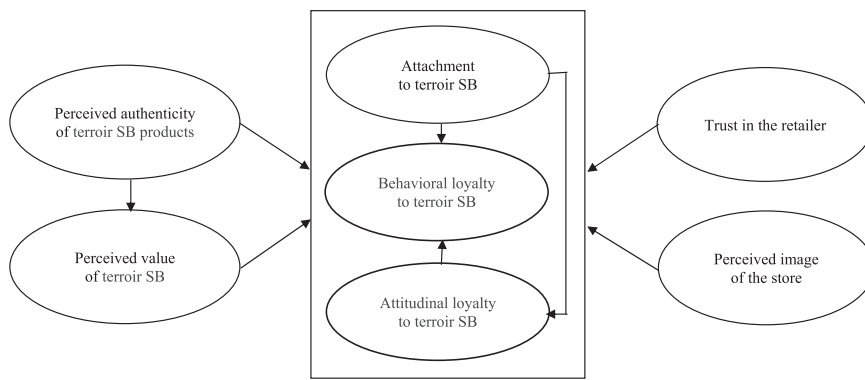 Attachment
to terroir SB
Perceived authenticity
of terroir SB products
Trust in the retailer
Behavioral loyalty
to terroir SB
Perceived value
of terroir SB
Perceived image
of the store
Attitudinal loyalty
to terroir SB